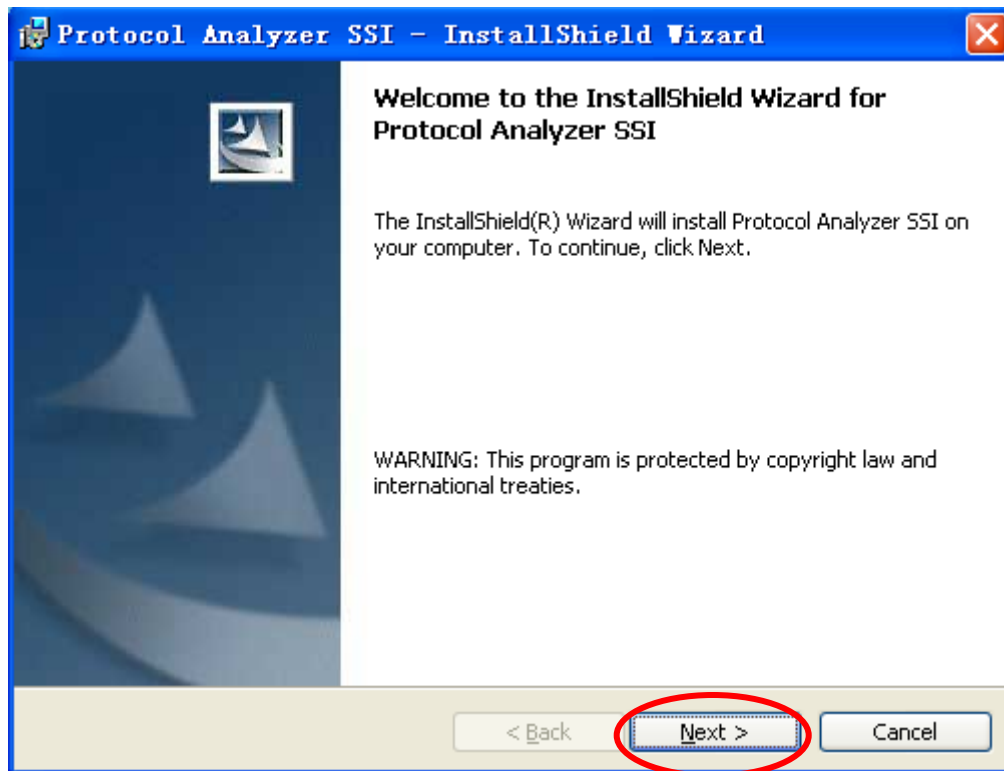 Protocol Analyzer SSI - InstallShield Wizard
Welcome to the InstallShield Wizard for
Protocol Analyzer SSI
The InstallShield(R) Wizard will install Protocol Analyzer SSI on
your computer. To continue, click Next.
WARNING: This program is protected by copyright law and
international treaties.
< Back
Next >
Cancel